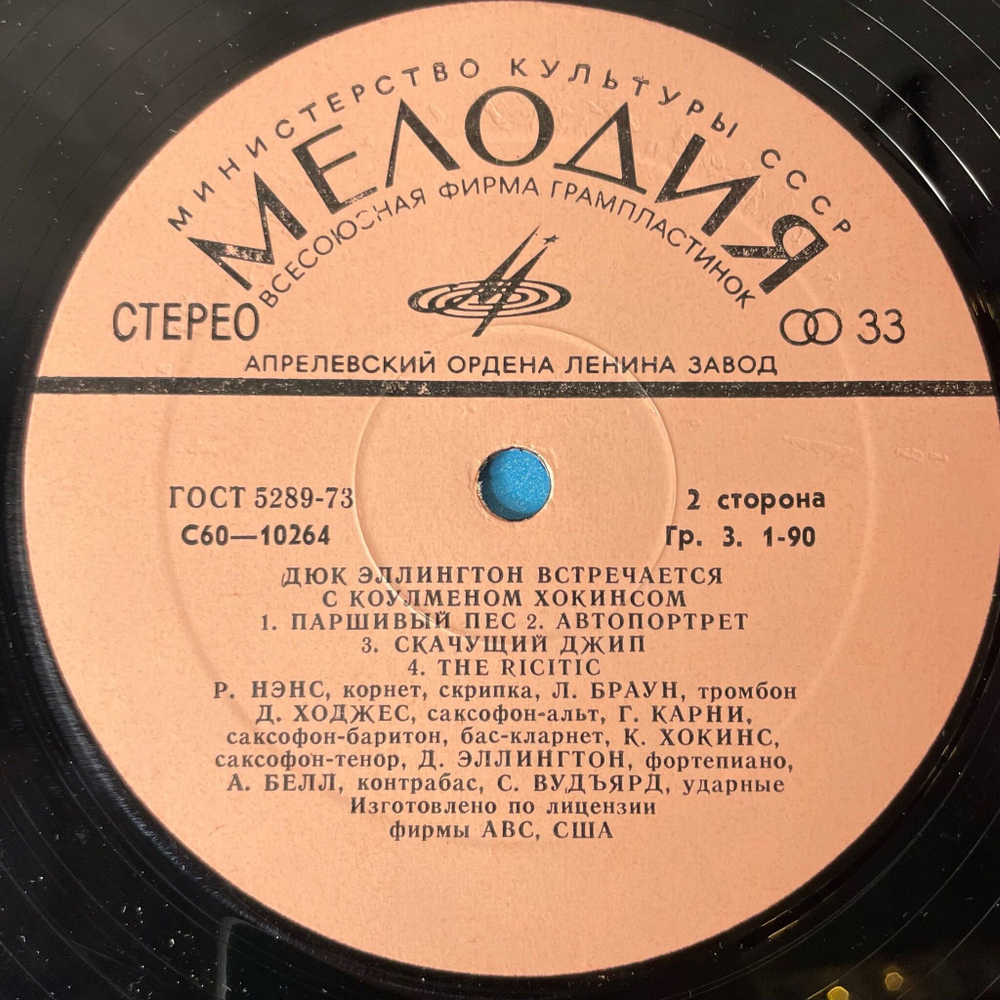 МИНИСТЕРСТВО КУЛЬТУРЫ СССР
МЕЛОДИЯ
ВСЕСОЮЗНАЯ ФИРМА ГРАМПЛАСТИНОК
СТЕРЕО
33
АПРЕЛЕВСКИЙ ОРДЕНА ЛЕНИНА ЗАВОД
ГОСТ 5289-73
2 сторона
С60—10264
Гр. 3. 1-90
ДЮК ЭЛЛИНГТОН ВСТРЕЧАЕТСЯ
С КОУЛМЕНОМ ХОКИНСОМ
1. ПАРШИВЫЙ ПЕС 2. АВТОПОРТРЕТ
3. СКАЧУЩИЙ ДЖИП
4. THE RICITIC
Р. НЭНС, корнет, скрипка, Л. БРАУН, тромбон
Д. ХОДЖЕС, саксофон-альт, Г. КАРНИ,
саксофон-баритон, бас-кларнет, К. ХОКИНС,
саксофон-тенор, Д. ЭЛЛИНГТОН, фортепиано,
А. БЕЛЛ, контрабас, С. ВУДЪЯРД, ударные
Изготовлено по лицензии
фирмы АВС, США